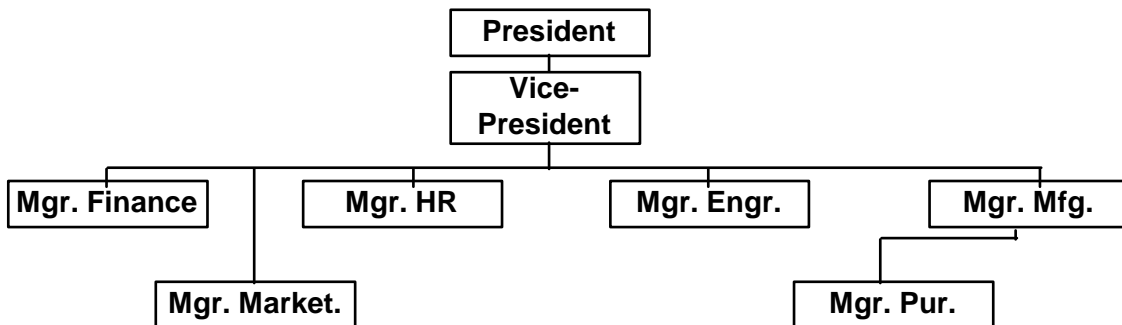 President
Vice-
President
Mgr. Finance
Mgr. HR
Mgr. Engr.
Mgr. Mfg.
Mgr. Market.
Mgr. Pur.